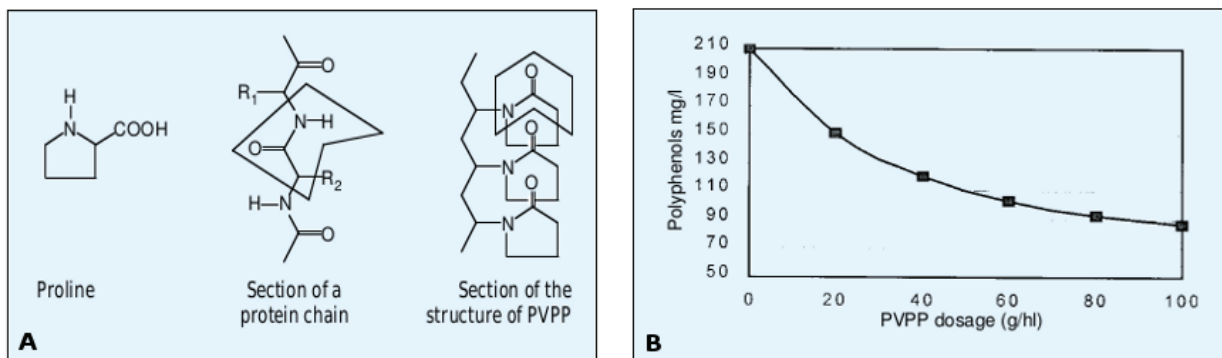 H
N
COOH
Proline
O
R1
N-H
O
R2
H-N
O
Section of a
protein chain
O
N
O
N
O
N
Section of the
structure of PVPP
A
Polyphenols mg/l
210
190
170
150
130
110
90
70
50
0 20 40 60 80 100
PVPP dosage (g/hl)
B